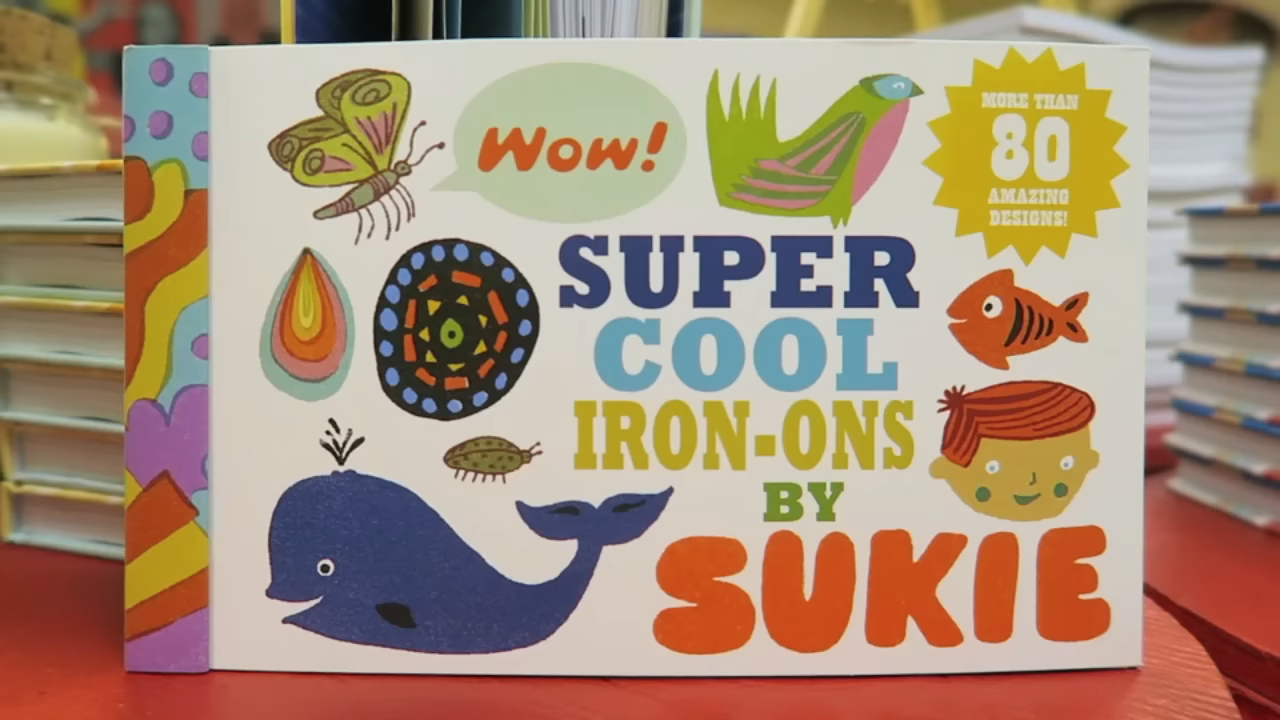 Wow!
MORE THAN
80
AMAZING
DESIGNS!
SUPER
COOL
IRON-ONS
BY
SUKIE